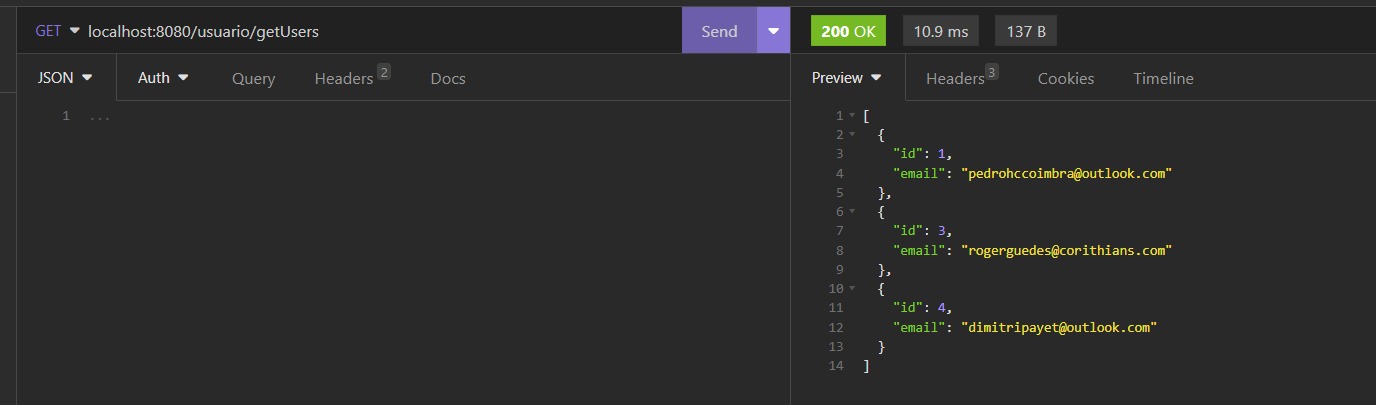 GET localhost:8080/usuario/getUsers Send 200 OK 10.9 ms 137 B
JSON Auth Query Headers 2 Docs Preview Headers 3 Cookies Timeline
1 ...
1 [
2 {
3 "id": 1,
4 "email": "pedrohccoimbra@outlook.com"
5 },
6 {
7 "id": 3,
8 "email": "rogerguedes@corithians.com"
9 },
10 {
11 "id": 4,
12 "email": "dimitripayet@outlook.com"
13 }
14 ]